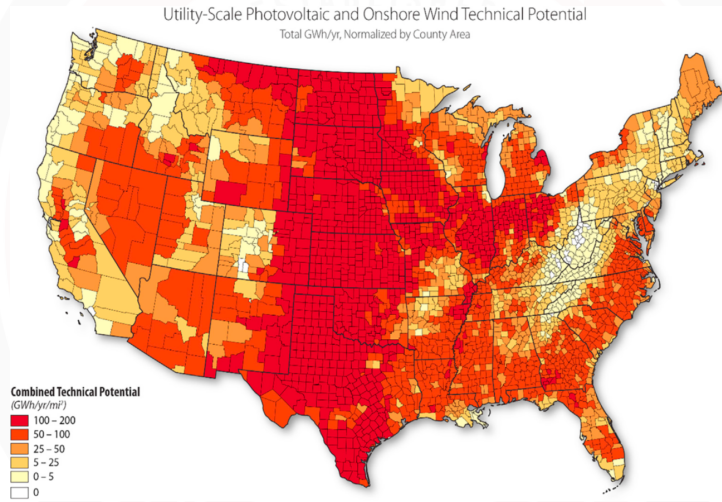 Utility-Scale Photovoltaic and Onshore Wind Technical Potential
Total GWh/yr, Normalized by County Area
Combined Technical Potential
(GWh/yr/mi²)
100 – 200
50 – 100
25 – 50
5 – 25
0 – 5
0